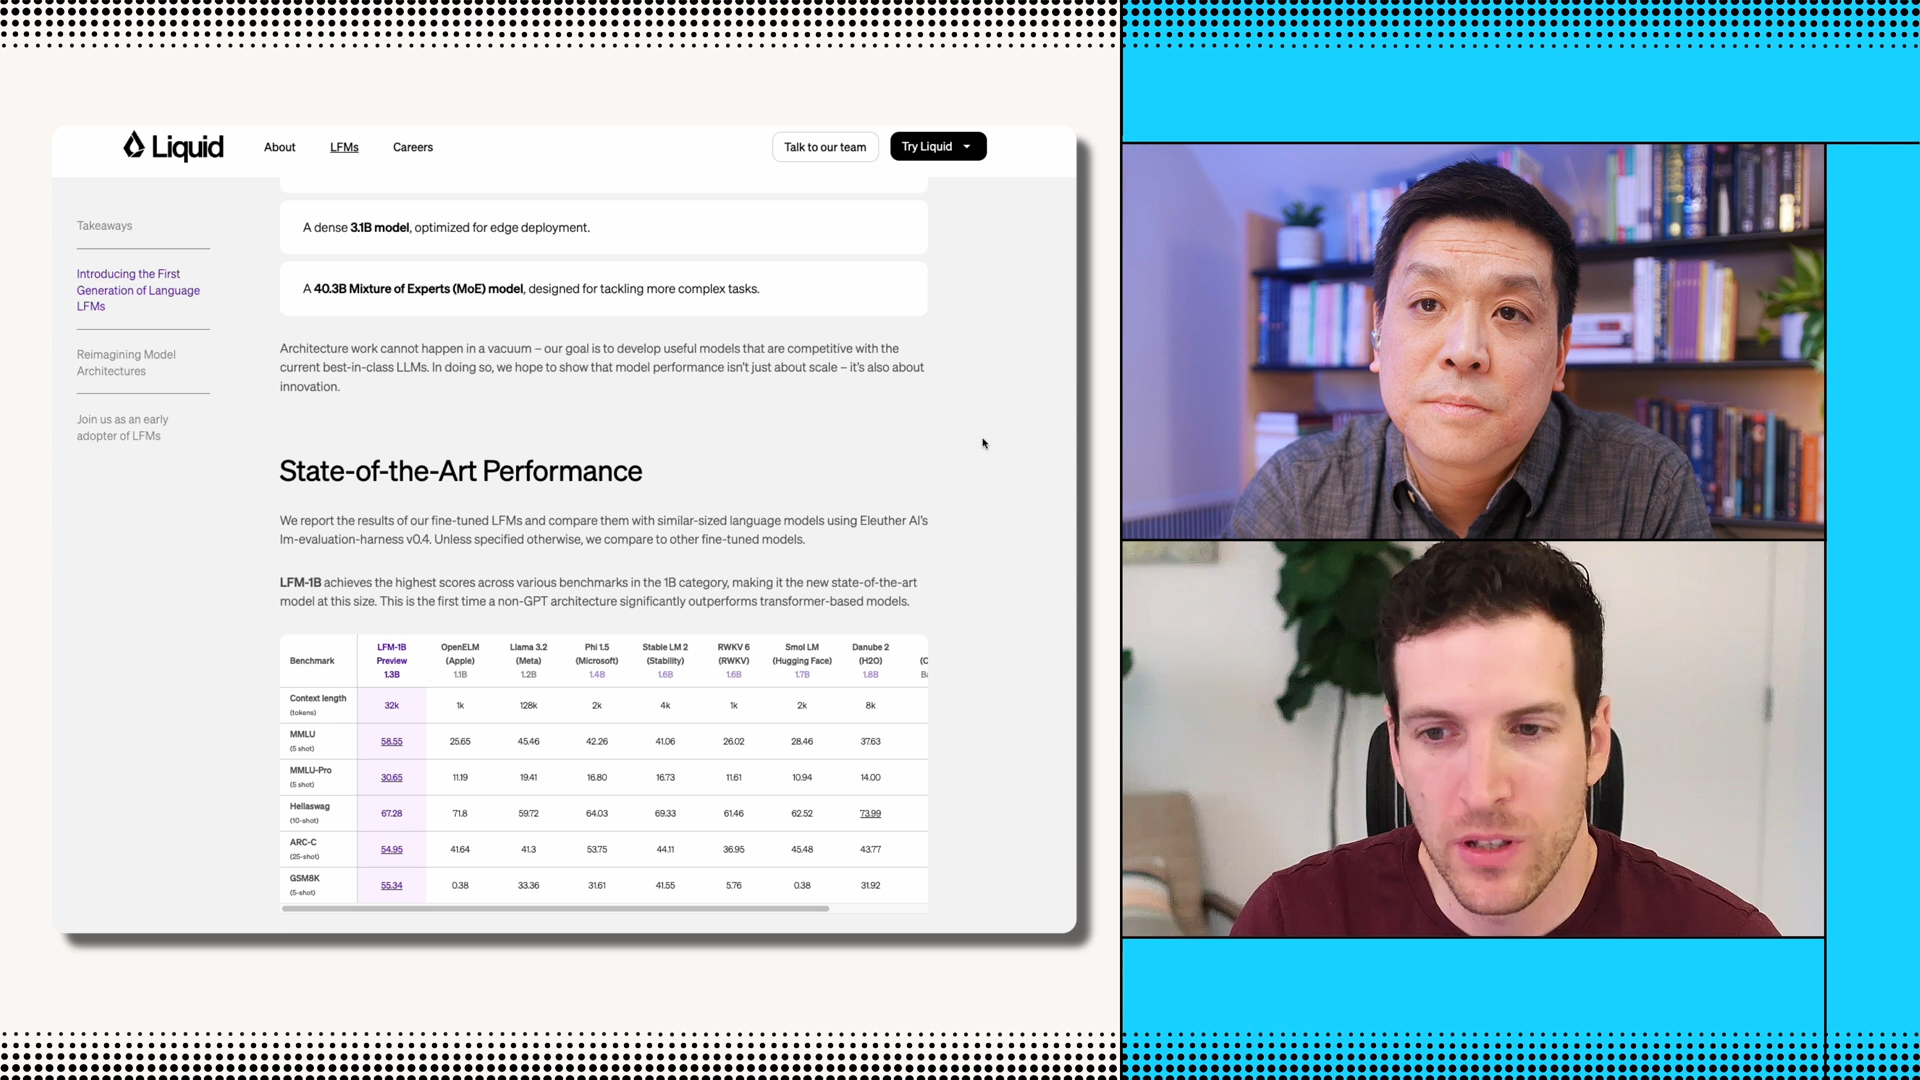 Liquid
About
LFMs
Careers
Talk to our team
Try Liquid
Takeaways
Introducing the First
Generation of Language
LFMs
Reimagining Model
Architectures
Join us as an early
adopter of LFMs
A dense 3.1B model, optimized for edge deployment.
A 40.3B Mixture of Experts (MoE) model, designed for tackling more complex tasks.
Architecture work cannot happen in a vacuum – our goal is to develop useful models that are competitive with the
current best-in-class LLMs. In doing so, we hope to show that model performance isn't just about scale – it's also about
innovation.
State-of-the-Art Performance
We report the results of our fine-tuned LFMs and compare them with similar-sized language models using Eleuther AI's
lm-evaluation-harness v0.4. Unless specified otherwise, we compare to other fine-tuned models.
LFM-1B achieves the highest scores across various benchmarks in the 1B category, making it the new state-of-the-art
model at this size. This is the first time a non-GPT architecture significantly outperforms transformer-based models.
LFM-1B OpenELM Llama 3.2 Phi 1.5 Stable LM 2 RWKV 6 Smol LM Danube 2
Benchmark Preview (Apple) (Meta) (Microsoft) (Stability) (RWKV) (Hugging Face) (H2O) (C
1.3B 1.1B 1.2B 1.4B 1.6B 1.6B 1.7B 1.8B Ba
Context length (tokens) 32k 1k 128k 2k 4k 1k 2k 8k
MMLU (5 shot) 58.55 25.65 45.46 42.26 41.06 26.02 28.46 37.63
MMLU-Pro (5 shot) 30.65 11.19 19.41 16.80 16.73 11.61 10.94 14.00
Hellaswag (10-shot) 67.28 71.8 59.72 64.03 69.33 61.46 62.52 73.99
ARC-C (25-shot) 54.95 41.64 41.3 53.75 44.11 36.95 45.48 43.77
GSM8K (5-shot) 55.34 0.38 33.36 31.61 41.55 5.76 0.38 31.92